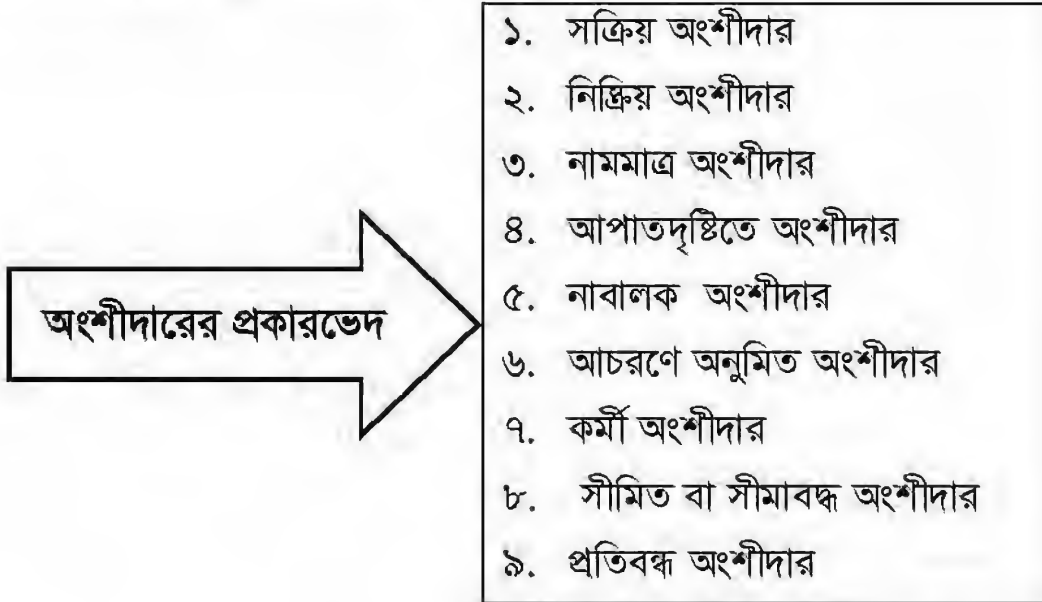 অংশীদারের প্রকারভেদ
১. সক্রিয় অংশীদার
২. নিষ্ক্রিয় অংশীদার
৩. নামমাত্র অংশীদার
৪. আপাতদৃষ্টিতে অংশীদার
৫. নাবালক অংশীদার
৬. আচরণে অনুমিত অংশীদার
৭. কর্মী অংশীদার
৮. সীমিত বা সীমাবদ্ধ অংশীদার
৯. প্রতিবন্ধ অংশীদার